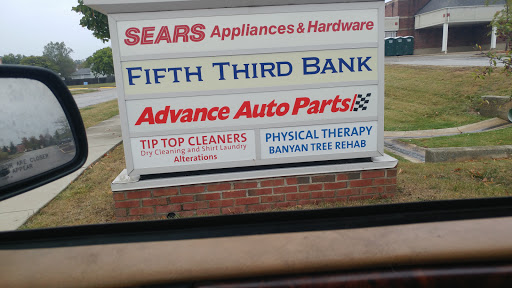 SEARS Appliances & Hardware
FIFTH THIRD BANK
Advance Auto Parts
TIP TOP CLEANERS
Dry Cleaning and Shirt Laundry
Alterations
PHYSICAL THERAPY
BANYAN TREE REHAB